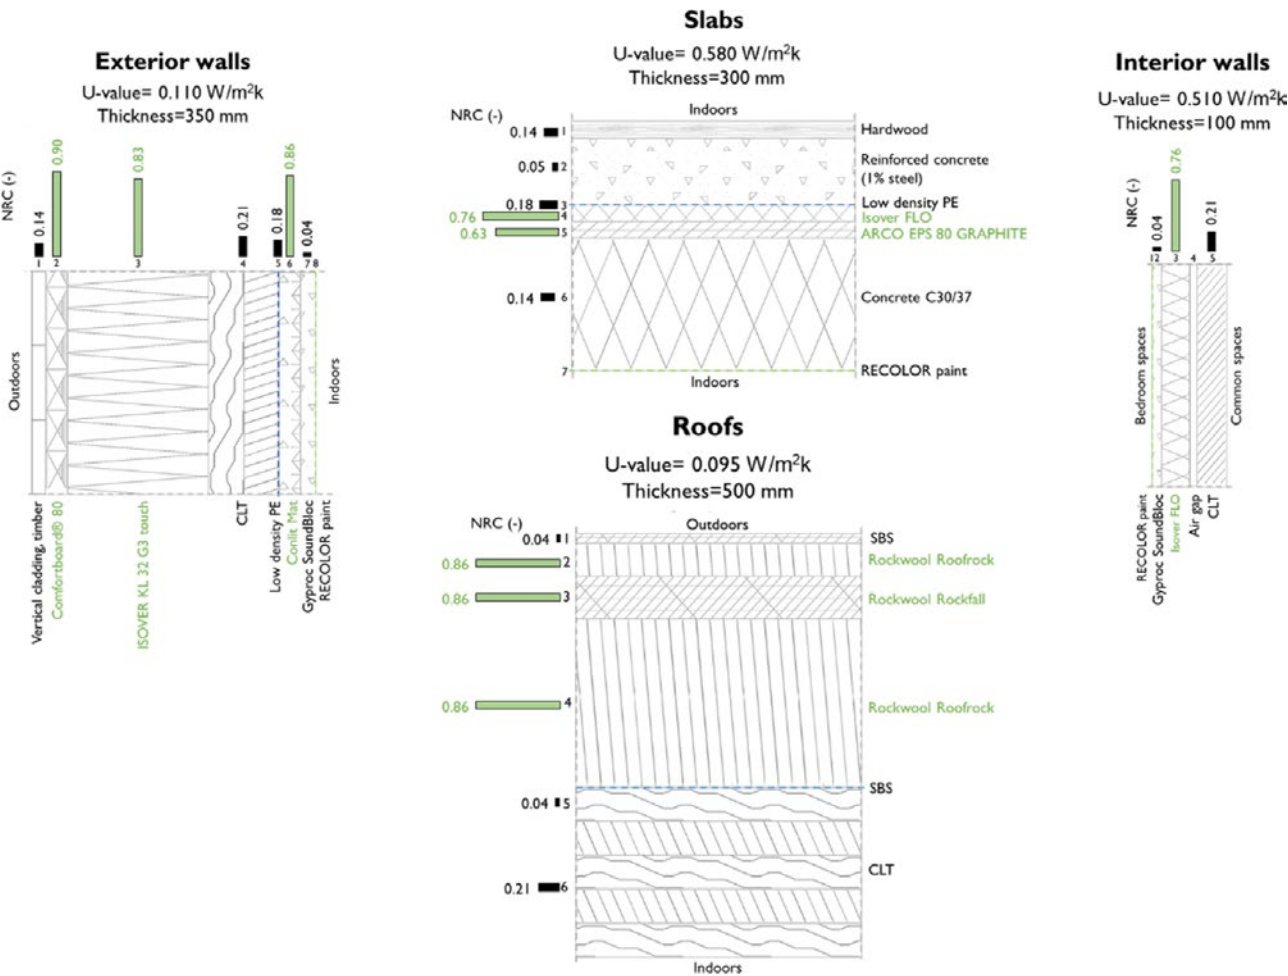 Exterior walls
U-value= 0.110 W/m²k
Thickness=350 mm
NRC (-)
0.14
0.90
0.83
0.21
0.18
0.86
0.04
1
2
3
4
5
6
7
8
Outdoors
Indoors
Vertical cladding, timber
Comfortboard® 80
ISOVER KL 32 G3 touch
CLT
Low density PE
Conlit Mat
Gyproc SoundBloc
RECOLOR paint
Slabs
U-value= 0.580 W/m²k
Thickness=300 mm
NRC (-)
Indoors
0.14 1 Hardwood
0.05 2 Reinforced concrete
(1% steel)
0.18 3 Low density PE
0.76 4 Isover FLO
0.63 5 ARCO EPS 80 GRAPHITE
0.14 6 Concrete C30/37
7 RECOLOR paint
Indoors
Roofs
U-value= 0.095 W/m²k
Thickness=500 mm
NRC (-)
Outdoors
0.04 1 SBS
0.86 2 Rockwool Roofrock
0.86 3 Rockwool Rockfall
0.86 4 Rockwool Roofrock
SBS
0.04 5
CLT
0.21 6
Indoors
Interior walls
U-value= 0.510 W/m²k
Thickness=100 mm
NRC (-)
0.04
0.76
0.21
1
2
3
4
5
Bedroom spaces
Common spaces
RECOLOR paint
Gyproc SoundBloc
Isover FLO
Air gap
CLT